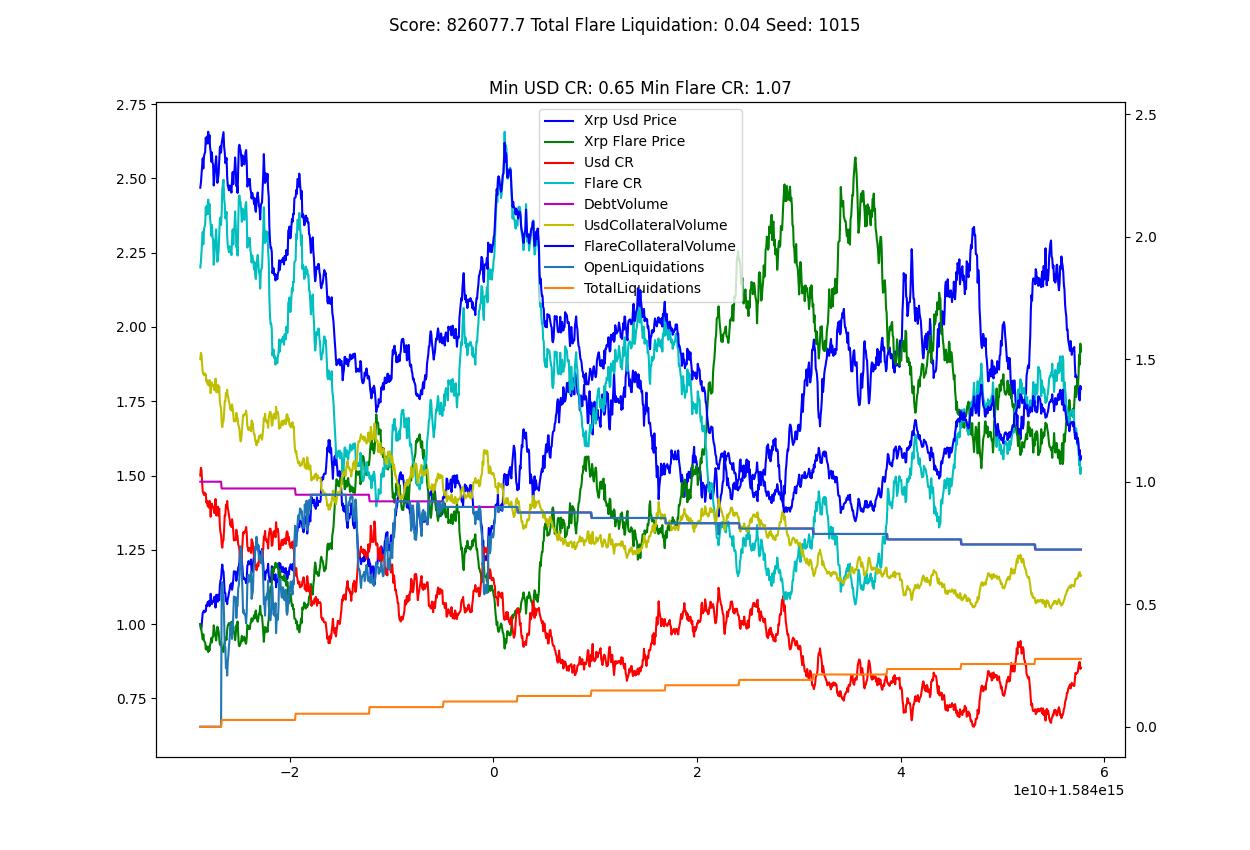 Score: 826077.7 Total Flare Liquidation: 0.04 Seed: 1015
Min USD CR: 0.65 Min Flare CR: 1.07
2.75
2.50
2.25
2.00
1.75
1.50
1.25
1.00
0.75
Xrp Usd Price
Xrp Flare Price
Usd CR
Flare CR
DebtVolume
UsdCollateralVolume
FlareCollateralVolume
OpenLiquidations
TotalLiquidations
2.5
2.0
1.5
1.0
0.5
0.0
−2 0 2 4 6
1e10+1.584e15